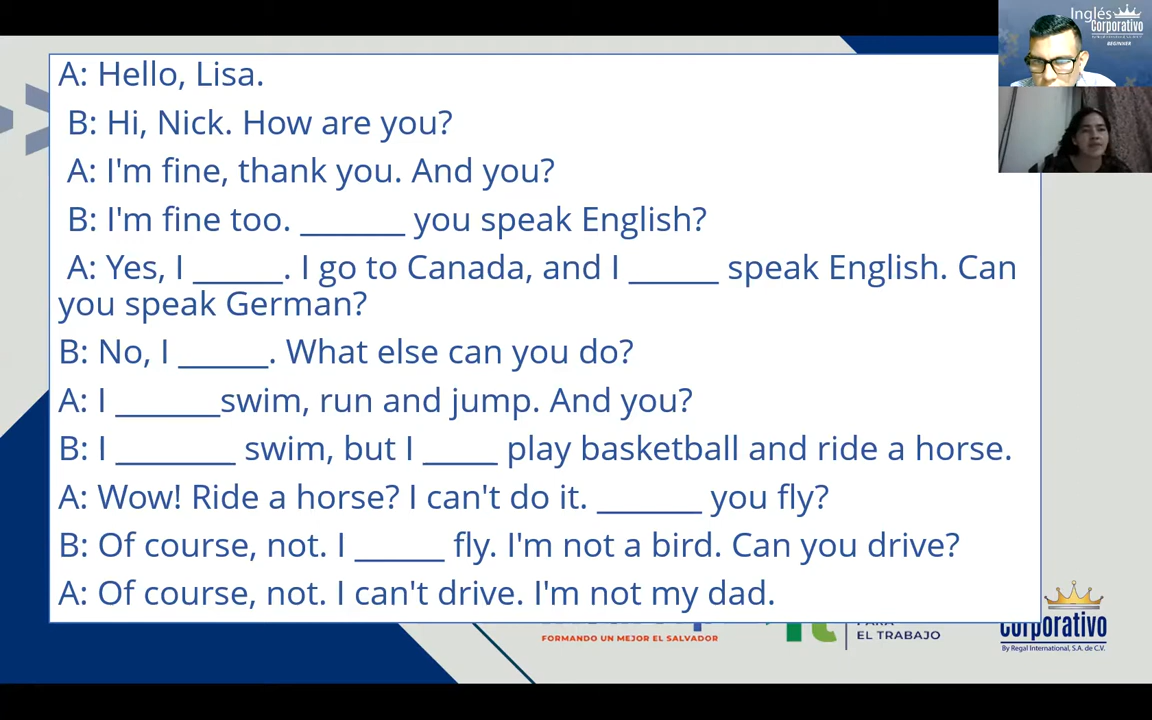 Inglés
Corporativo
BEGINNER
A: Hello, Lisa.
B: Hi, Nick. How are you?
A: I'm fine, thank you. And you?
B: I'm fine too. _______ you speak English?
A: Yes, I ______. I go to Canada, and I ______ speak English. Can
you speak German?
B: No, I ______. What else can you do?
A: I _______swim, run and jump. And you?
B: I ________ swim, but I _____ play basketball and ride a horse.
A: Wow! Ride a horse? I can't do it. _______ you fly?
B: Of course, not. I ______ fly. I'm not a bird. Can you drive?
A: Of course, not. I can't drive. I'm not my dad.
FORMANDO UN MEJOR EL SALVADOR
PARA
EL TRABAJO
corporativo
By Regal International, S.A. de C.V.